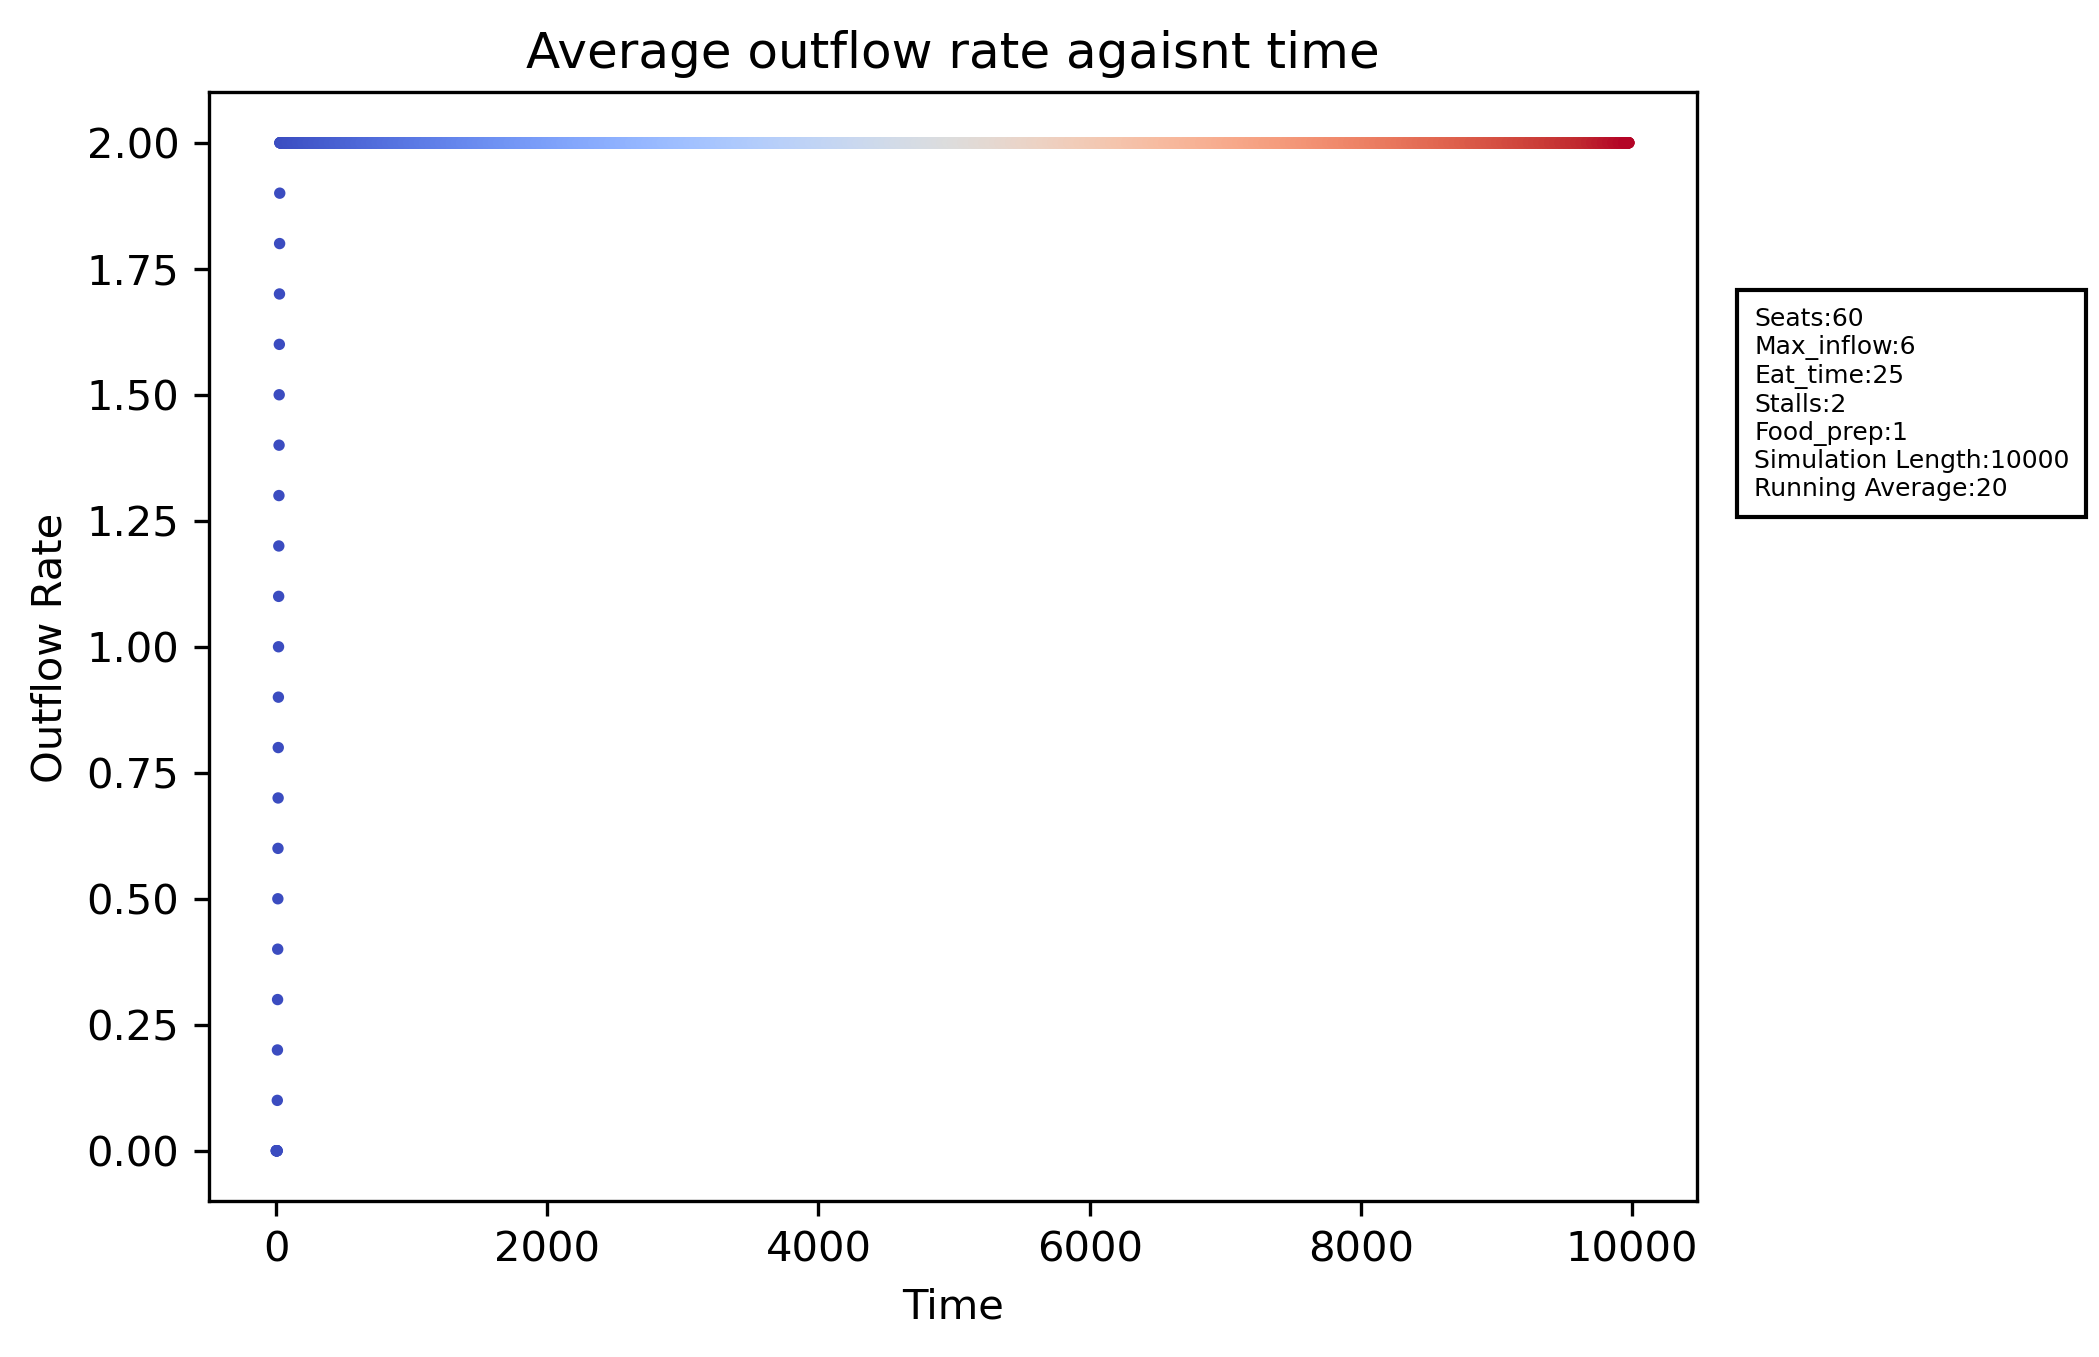 Average outflow rate agaisnt time
2.00
1.75
1.50
1.25
1.00
0.75
0.50
0.25
0.00
Outflow Rate
0 2000 4000 6000 8000 10000
Time
Seats:60
Max_inflow:6
Eat_time:25
Stalls:2
Food_prep:1
Simulation Length:10000
Running Average:20